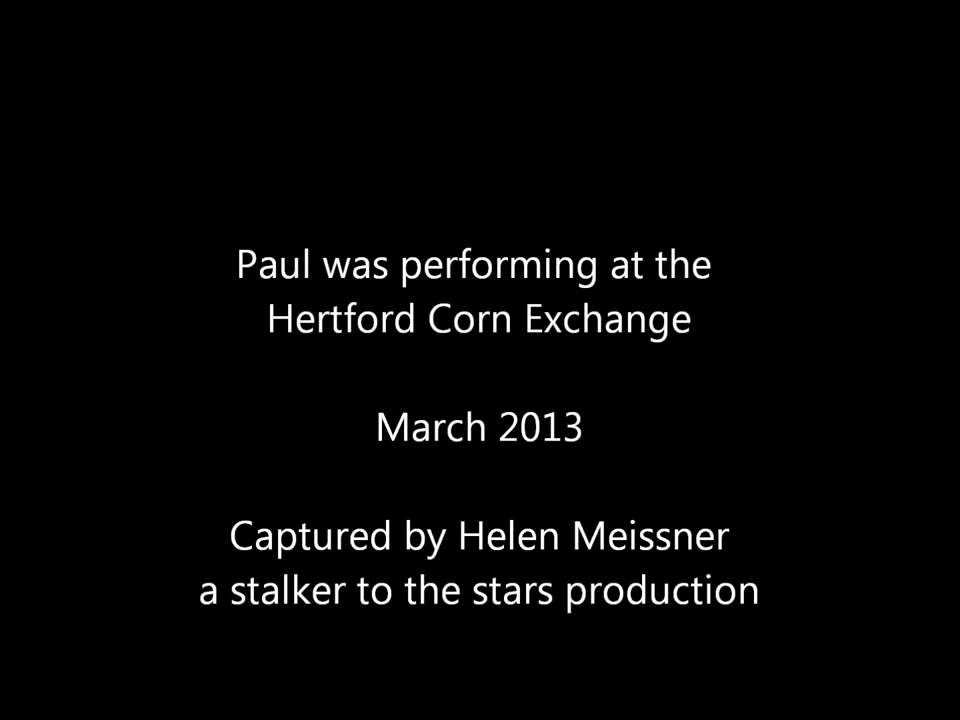 Paul was performing at the
Hertford Corn Exchange
March 2013
Captured by Helen Meissner
a stalker to the stars production